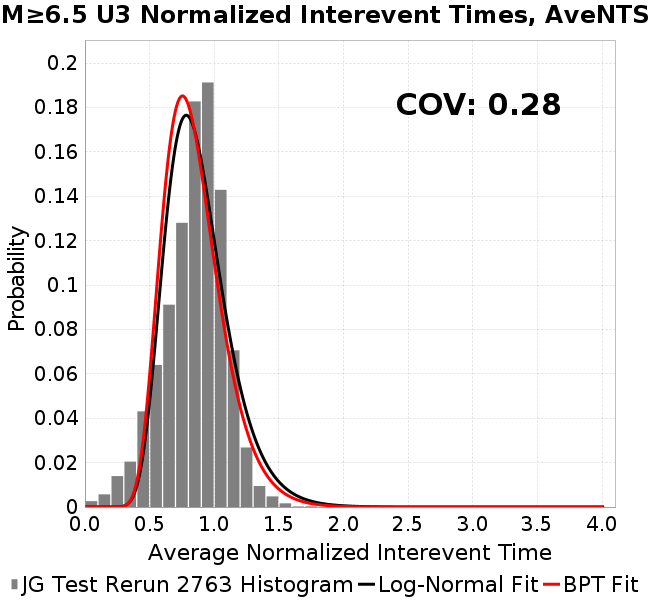 M≥6.5 U3 Normalized Interevent Times, AveNTS
COV: 0.28
Probability
0.2
0.18
0.16
0.14
0.12
0.1
0.08
0.06
0.04
0.02
0
0.0 0.5 1.0 1.5 2.0 2.5 3.0 3.5 4.0
Average Normalized Interevent Time
JG Test Rerun 2763 Histogram Log-Normal Fit BPT Fit